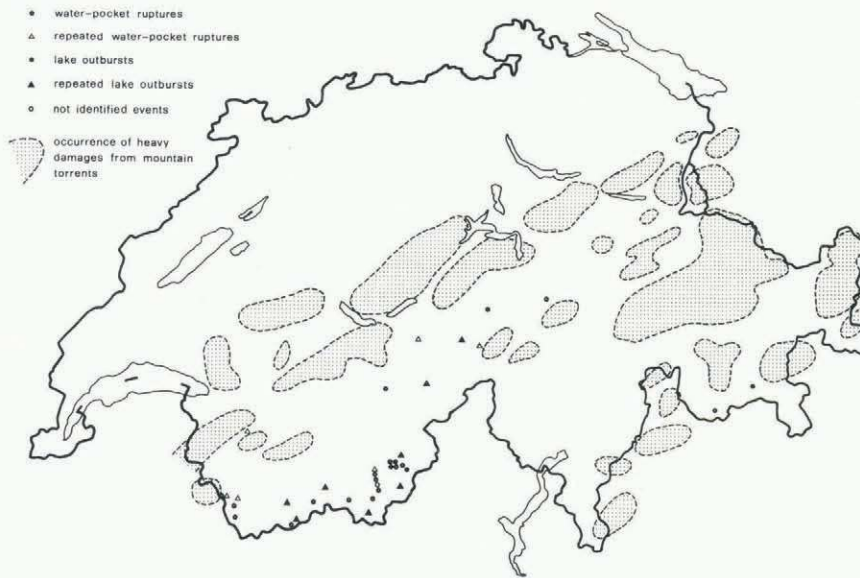 water-pocket ruptures
repeated water-pocket ruptures
lake outbursts
repeated lake outbursts
not identified events
occurrence of heavy
damages from mountain
torrents